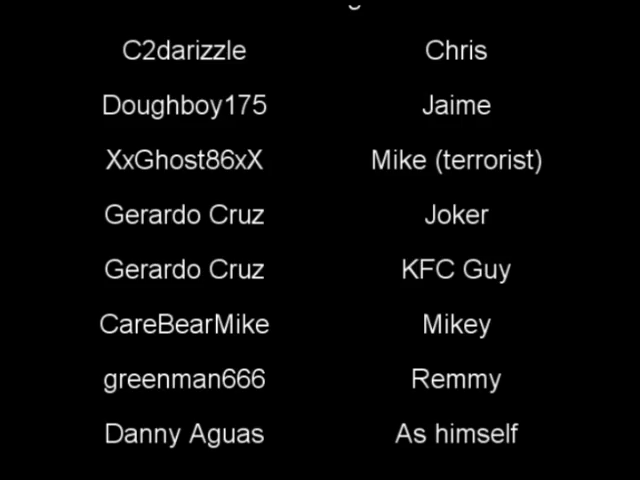 C2darizzle Chris
Doughboy175 Jaime
XxGhost86xX Mike (terrorist)
Gerardo Cruz Joker
Gerardo Cruz KFC Guy
CareBearMike Mikey
greenman666 Remmy
Danny Aguas As himself